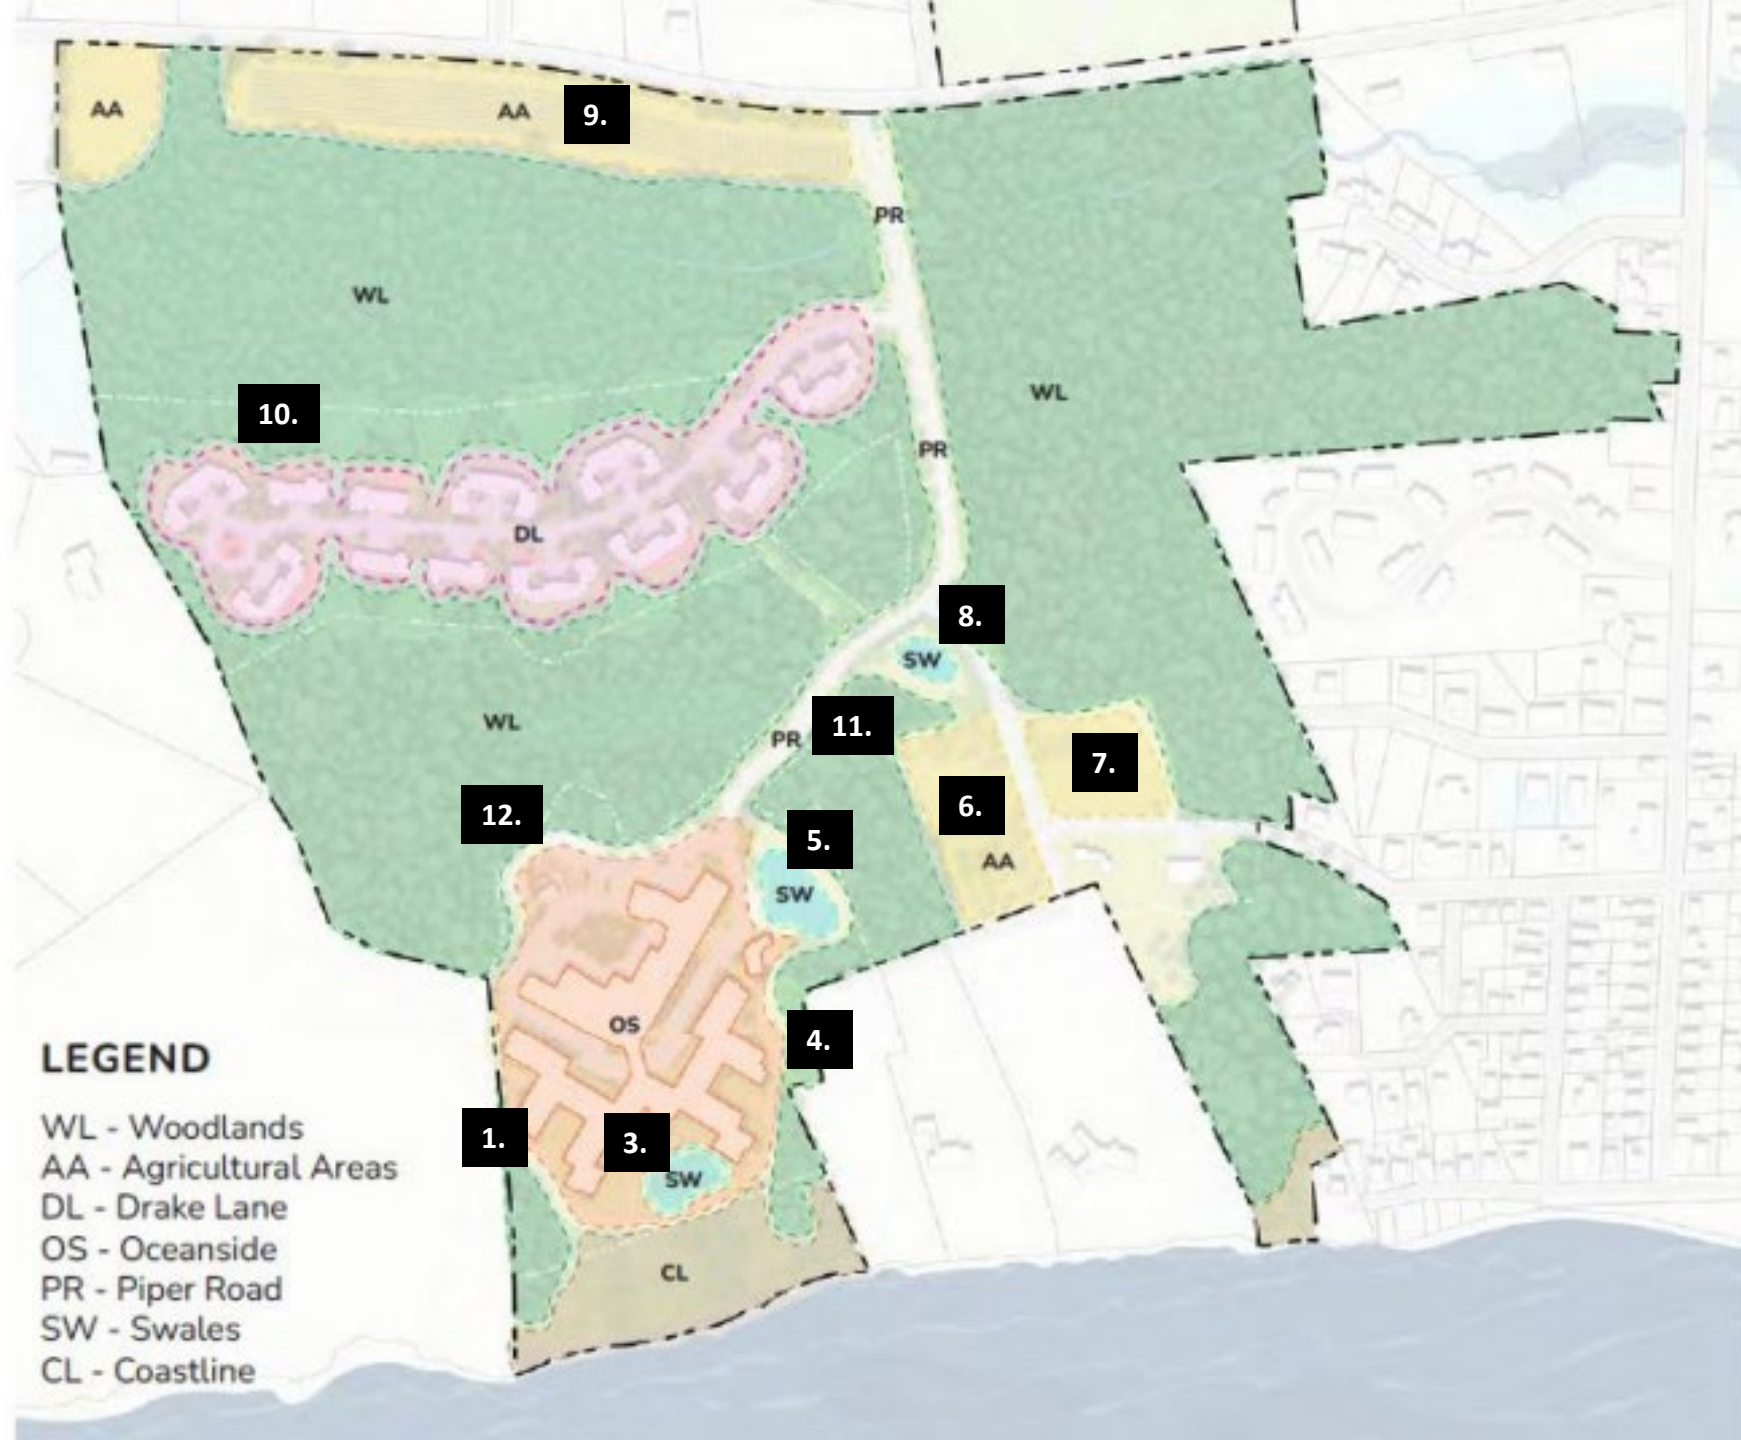 AA
AA
9.
PR
WL
WL
10.
PR
DL
8.
SW
WL
11.
PR
7.
12.
6.
5.
AA
SW
OS
4.
1.
3.
SW
CL
LEGEND
WL - Woodlands
AA - Agricultural Areas
DL - Drake Lane
OS - Oceanside
PR - Piper Road
SW - Swales
CL - Coastline